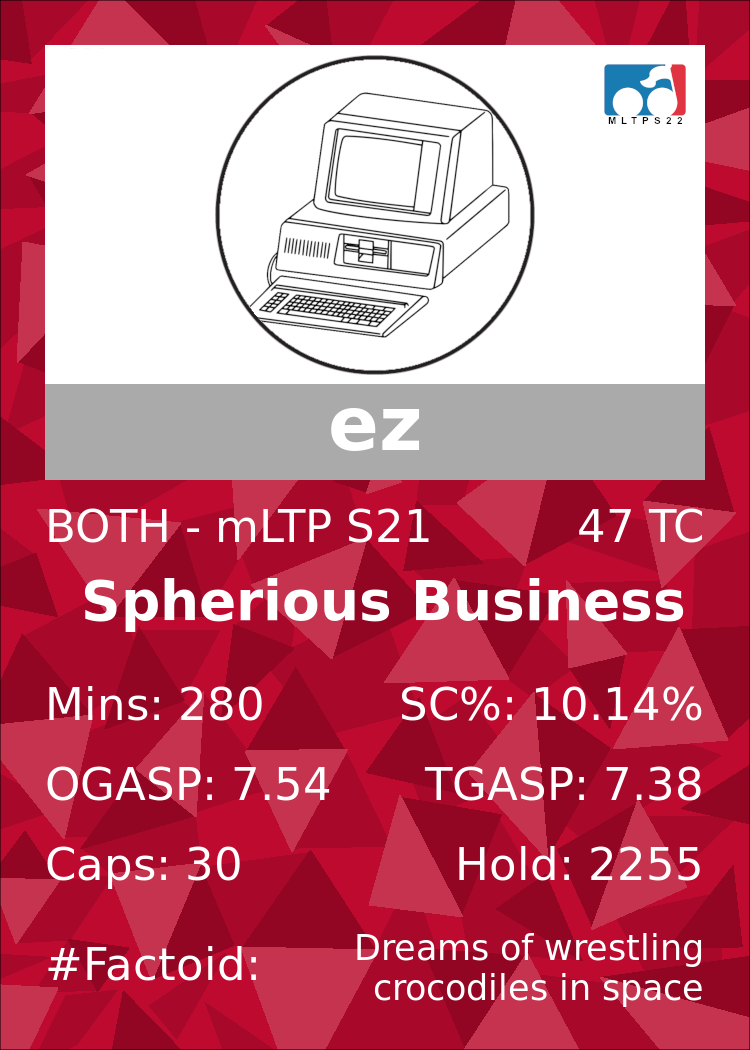 MLTPS22
ez
BOTH - mLTP S21 47 TC
Spherious Business
Mins: 280 SC%: 10.14%
OGASP: 7.54 TGASP: 7.38
Caps: 30 Hold: 2255
#Factoid: Dreams of wrestling
crocodiles in space